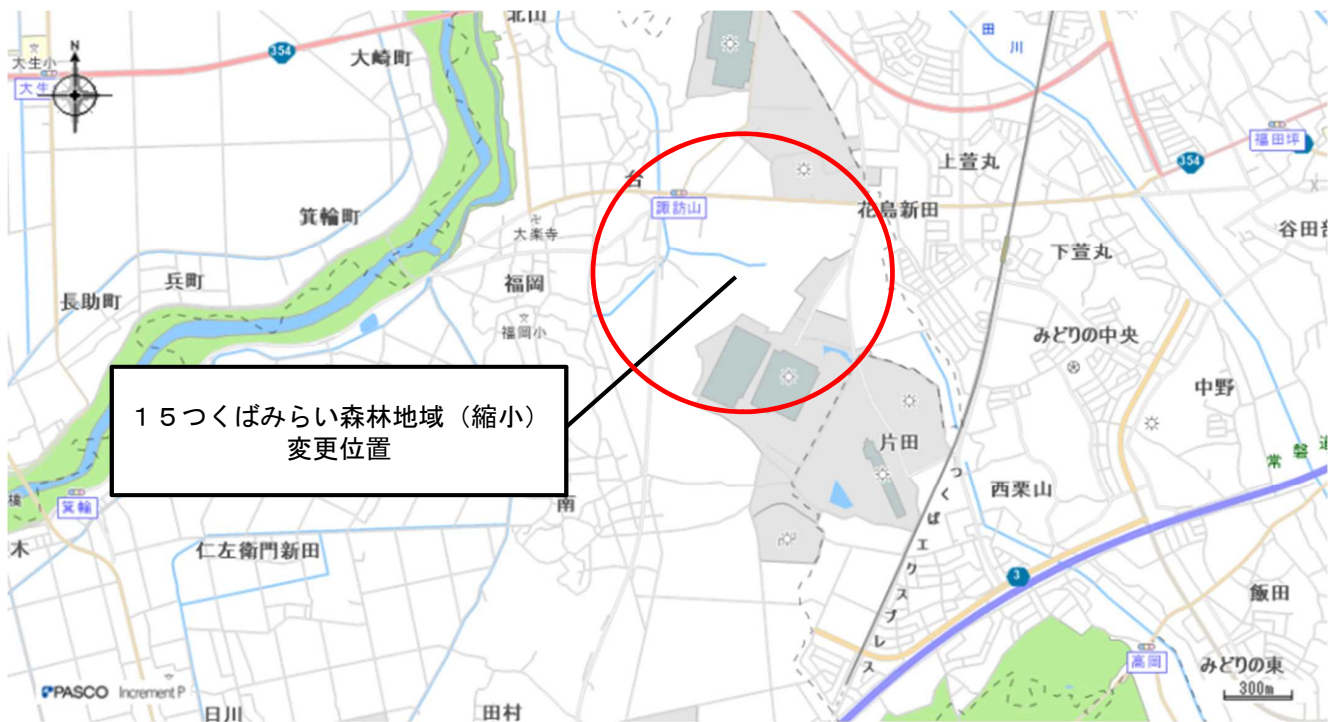 北山
354
大崎町
田
川
大生小
N
大生
福田坪
上萱丸
354
台
諏訪山
花島新田
箕輪町
大楽寺
谷田部
下萱丸
兵町
福岡
長助町
福岡小
みどりの中央
中野
15つくばみらい森林地域（縮小）
変更位置
片田
常磐道
西栗山
つくばエクスプレス
橋
箕輪
南
木
仁左衛門新田
3
飯田
高岡
みどりの東
300m
PASCO Increment P
日川
田村